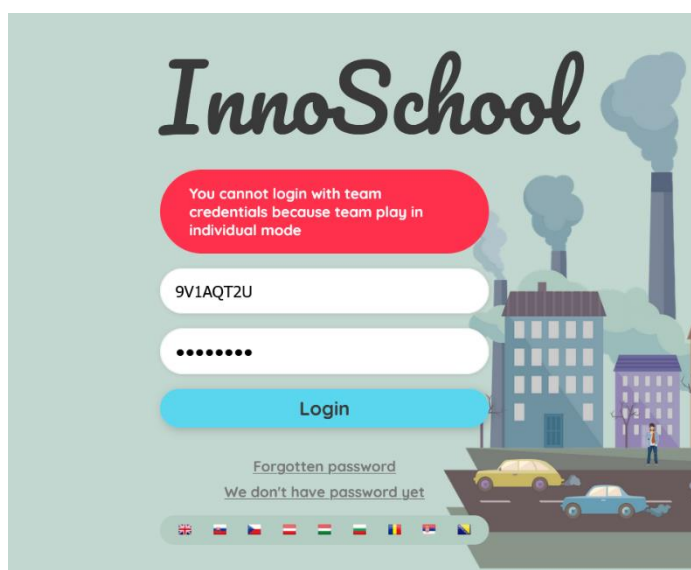 InnoSchool
You cannot login with team
credentials because team play in
individual mode
9V1AQT2U
••••••••
Login
Forgotten password
We don't have password yet